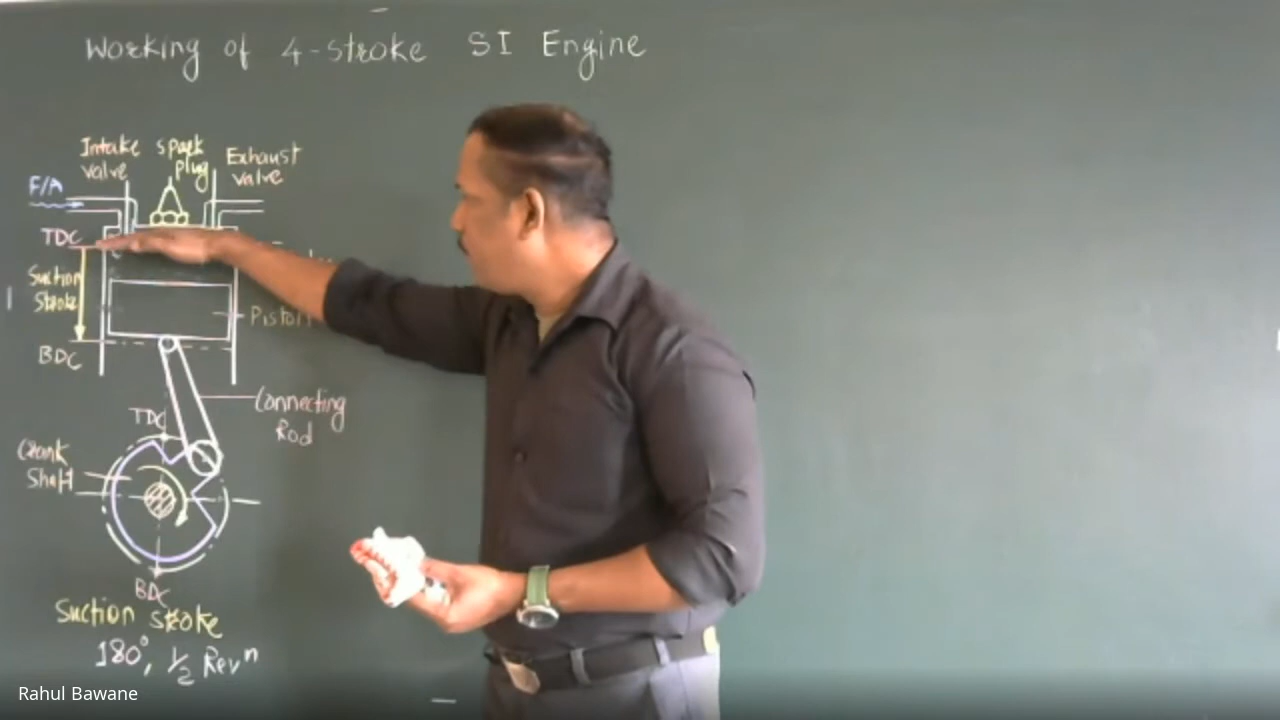 Working of 4-stroke SI Engine
Intake spark
valve plug
Exhaust
valve
F/A
TDC
Suction
Stroke
Piston
BDC
TDC
Connecting
Rod
Crank
Shaft
BDC
Suction stroke
180°, 1/2 Revⁿ
Rahul Bawane